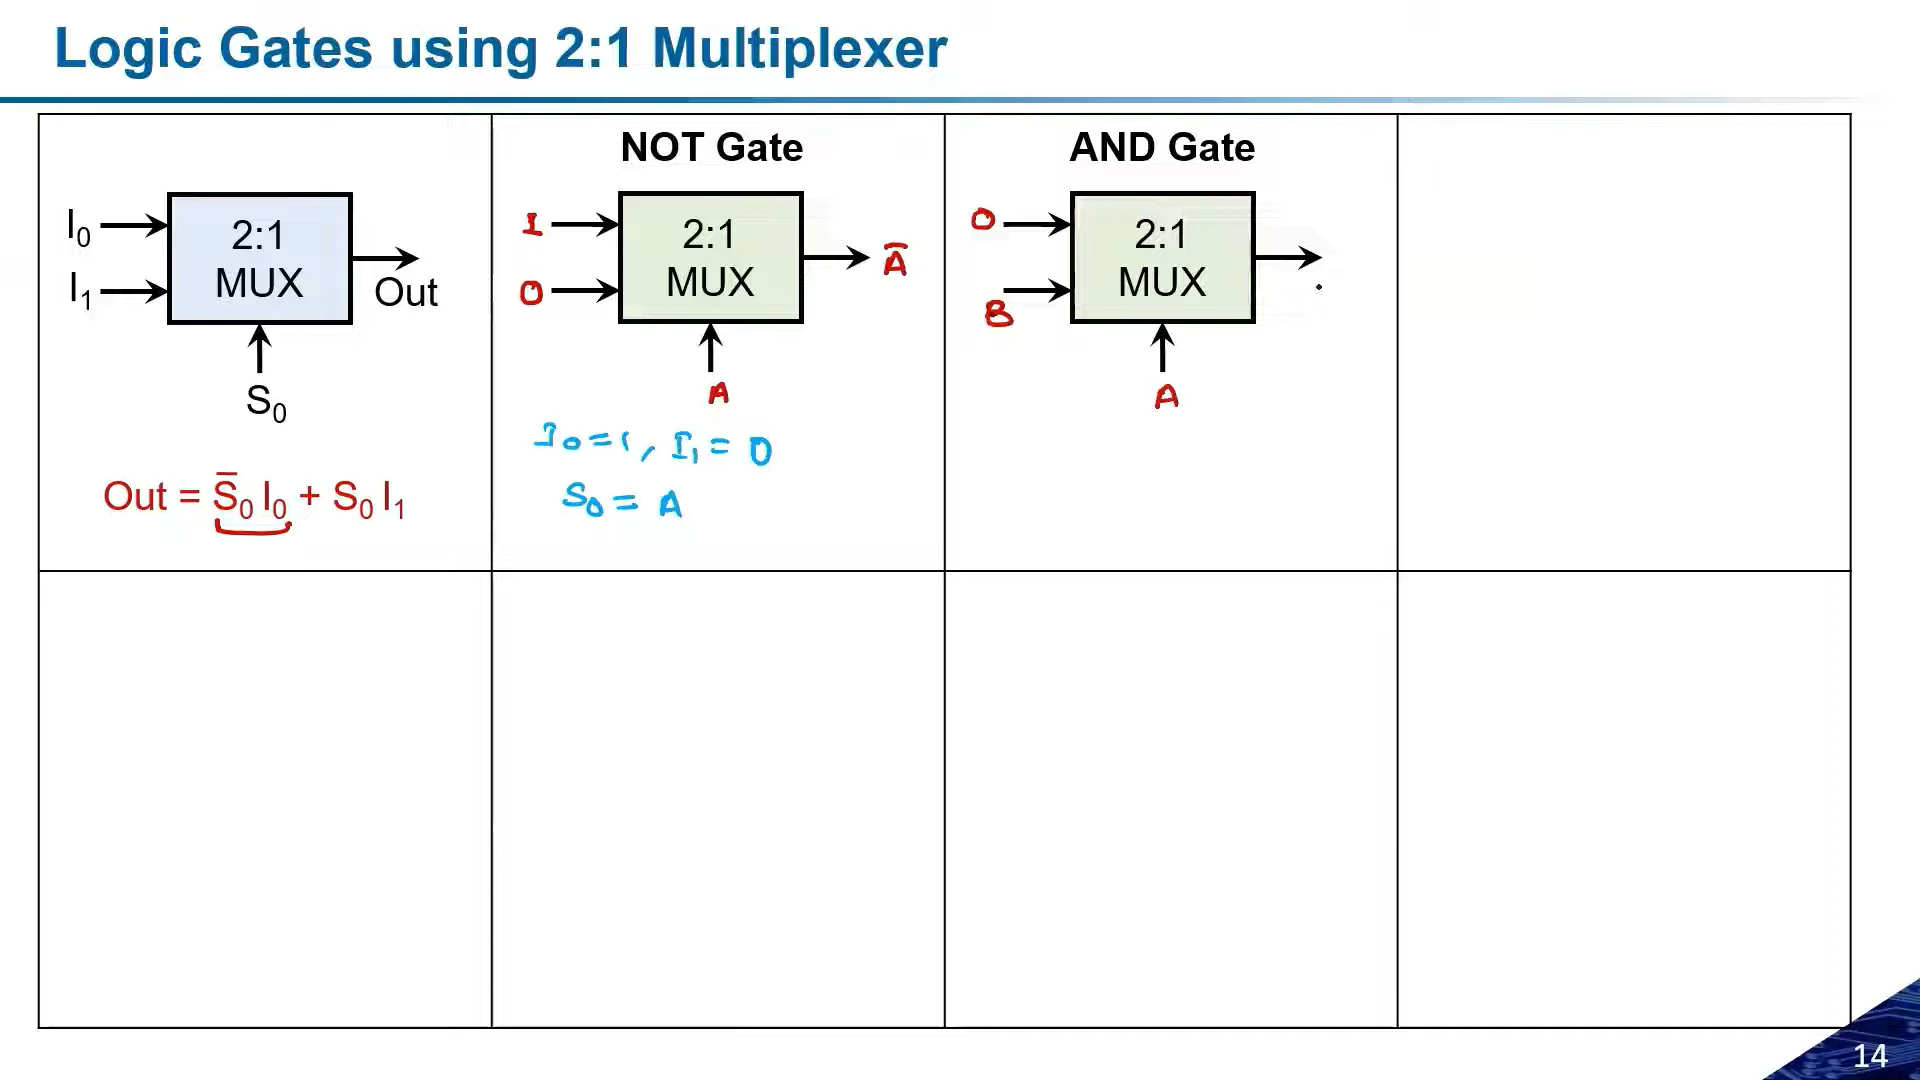 Logic Gates using 2:1 Multiplexer
I₀
I₁
2:1
MUX
Out
S₀
Out = S̅₀ I₀ + S₀ I₁
NOT Gate
1
0
2:1
MUX
A̅
A
I₀ = 1, I₁ = 0
S₀ = A
AND Gate
0
B
2:1
MUX
A
14